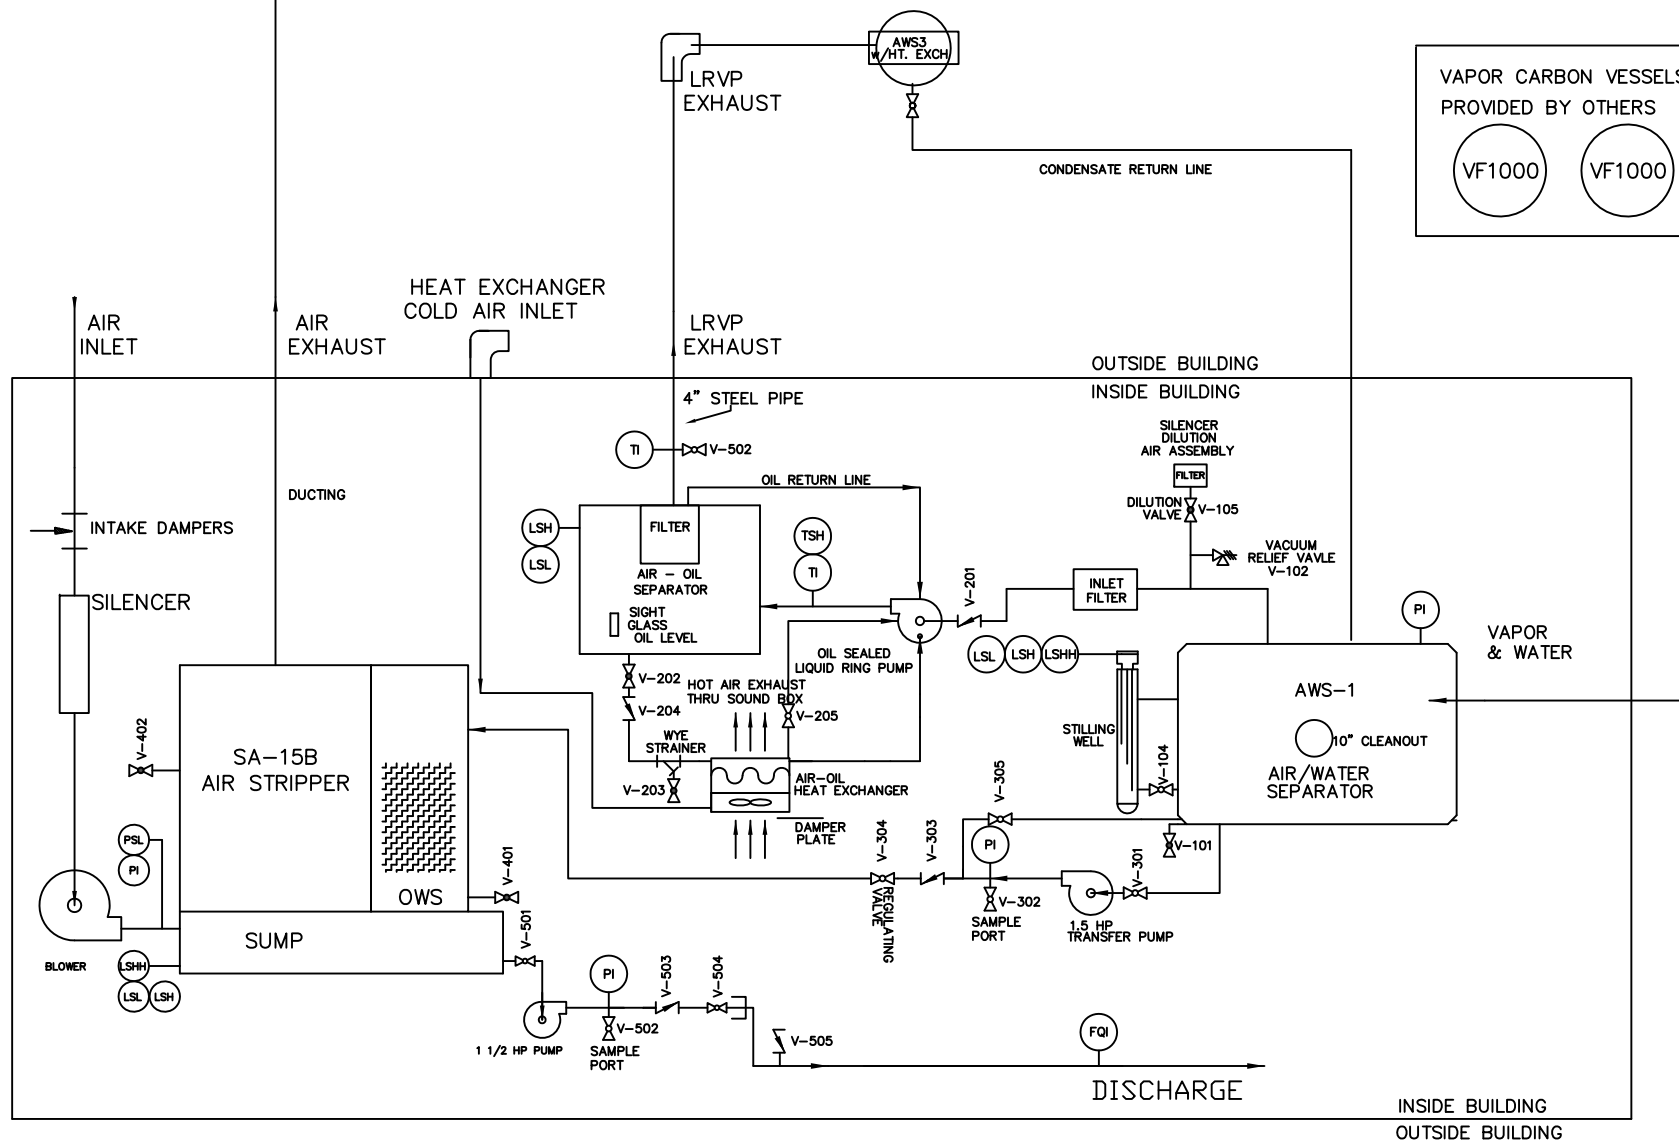 AWS3
w/HT. EXCH
LRVP
EXHAUST
VAPOR CARBON VESSELS
PROVIDED BY OTHERS
VF1000
VF1000
CONDENSATE RETURN LINE
HEAT EXCHANGER
COLD AIR INLET
AIR
INLET
AIR
EXHAUST
LRVP
EXHAUST
OUTSIDE BUILDING
INSIDE BUILDING
4" STEEL PIPE
TI
V-502
SILENCER
DILUTION
AIR ASSEMBLY
FILTER
DILUTION
VALVE
V-105
OIL RETURN LINE
DUCTING
INTAKE DAMPERS
LSH
LSL
FILTER
AIR - OIL
SEPARATOR
SIGHT
GLASS
OIL LEVEL
TSH
TI
V-201
VACUUM
RELIEF VAVLE
V-102
INLET
FILTER
PI
SILENCER
VAPOR
& WATER
OIL SEALED
LIQUID RING PUMP
LSL
LSH
LSHH
V-202
HOT AIR EXHAUST
THRU SOUND BOX
V-204
V-205
AWS-1
10" CLEANOUT
AIR/WATER
SEPARATOR
STILLING
WELL
V-104
V-402
SA-15B
AIR STRIPPER
WYE
STRAINER
V-203
AIR-OIL
HEAT EXCHANGER
DAMPER
PLATE
V-305
V-304
V-303
PI
V-101
V-301
PSL
PI
V-401
OWS
REGULATING
VALVE
V-302
SAMPLE
PORT
1.5 HP
TRANSFER PUMP
SUMP
V-501
BLOWER
LSHH
LSL
LSH
PI
V-503
V-504
V-502
1 1/2 HP PUMP
SAMPLE
PORT
V-505
FQI
DISCHARGE
INSIDE BUILDING
OUTSIDE BUILDING